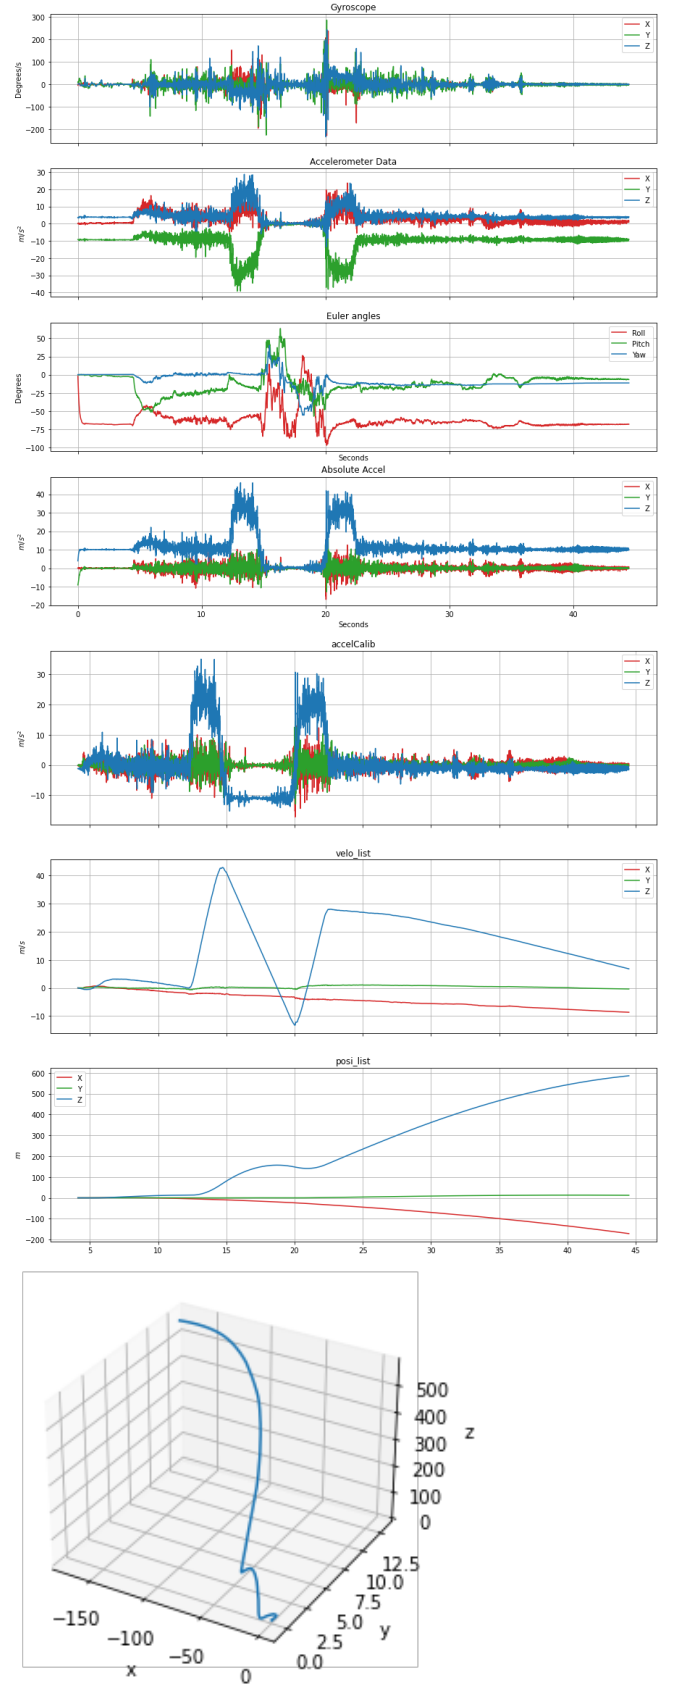 Gyroscope
300
200
100
0
−100
−200
Degrees/s
X
Y
Z
Accelerometer Data
30
20
10
0
−10
−20
−30
−40
m/s²
X
Y
Z
Euler angles
50
25
0
−25
−50
−75
−100
Degrees
Roll
Pitch
Yaw
Seconds
Absolute Accel
40
30
20
10
0
−10
−20
m/s²
X
Y
Z
0 10 20 30 40
Seconds
accelCalib
30
20
10
0
−10
m/s²
X
Y
Z
velo_list
40
30
20
10
0
−10
m/s
X
Y
Z
posi_list
600
500
400
300
200
100
0
−100
−200
m
X
Y
Z
5 10 15 20 25 30 35 40 45
500
400
300
200
100
0
z
12.5
10.0
7.5
5.0
2.5
0.0
y
−150
−100
−50
0
x